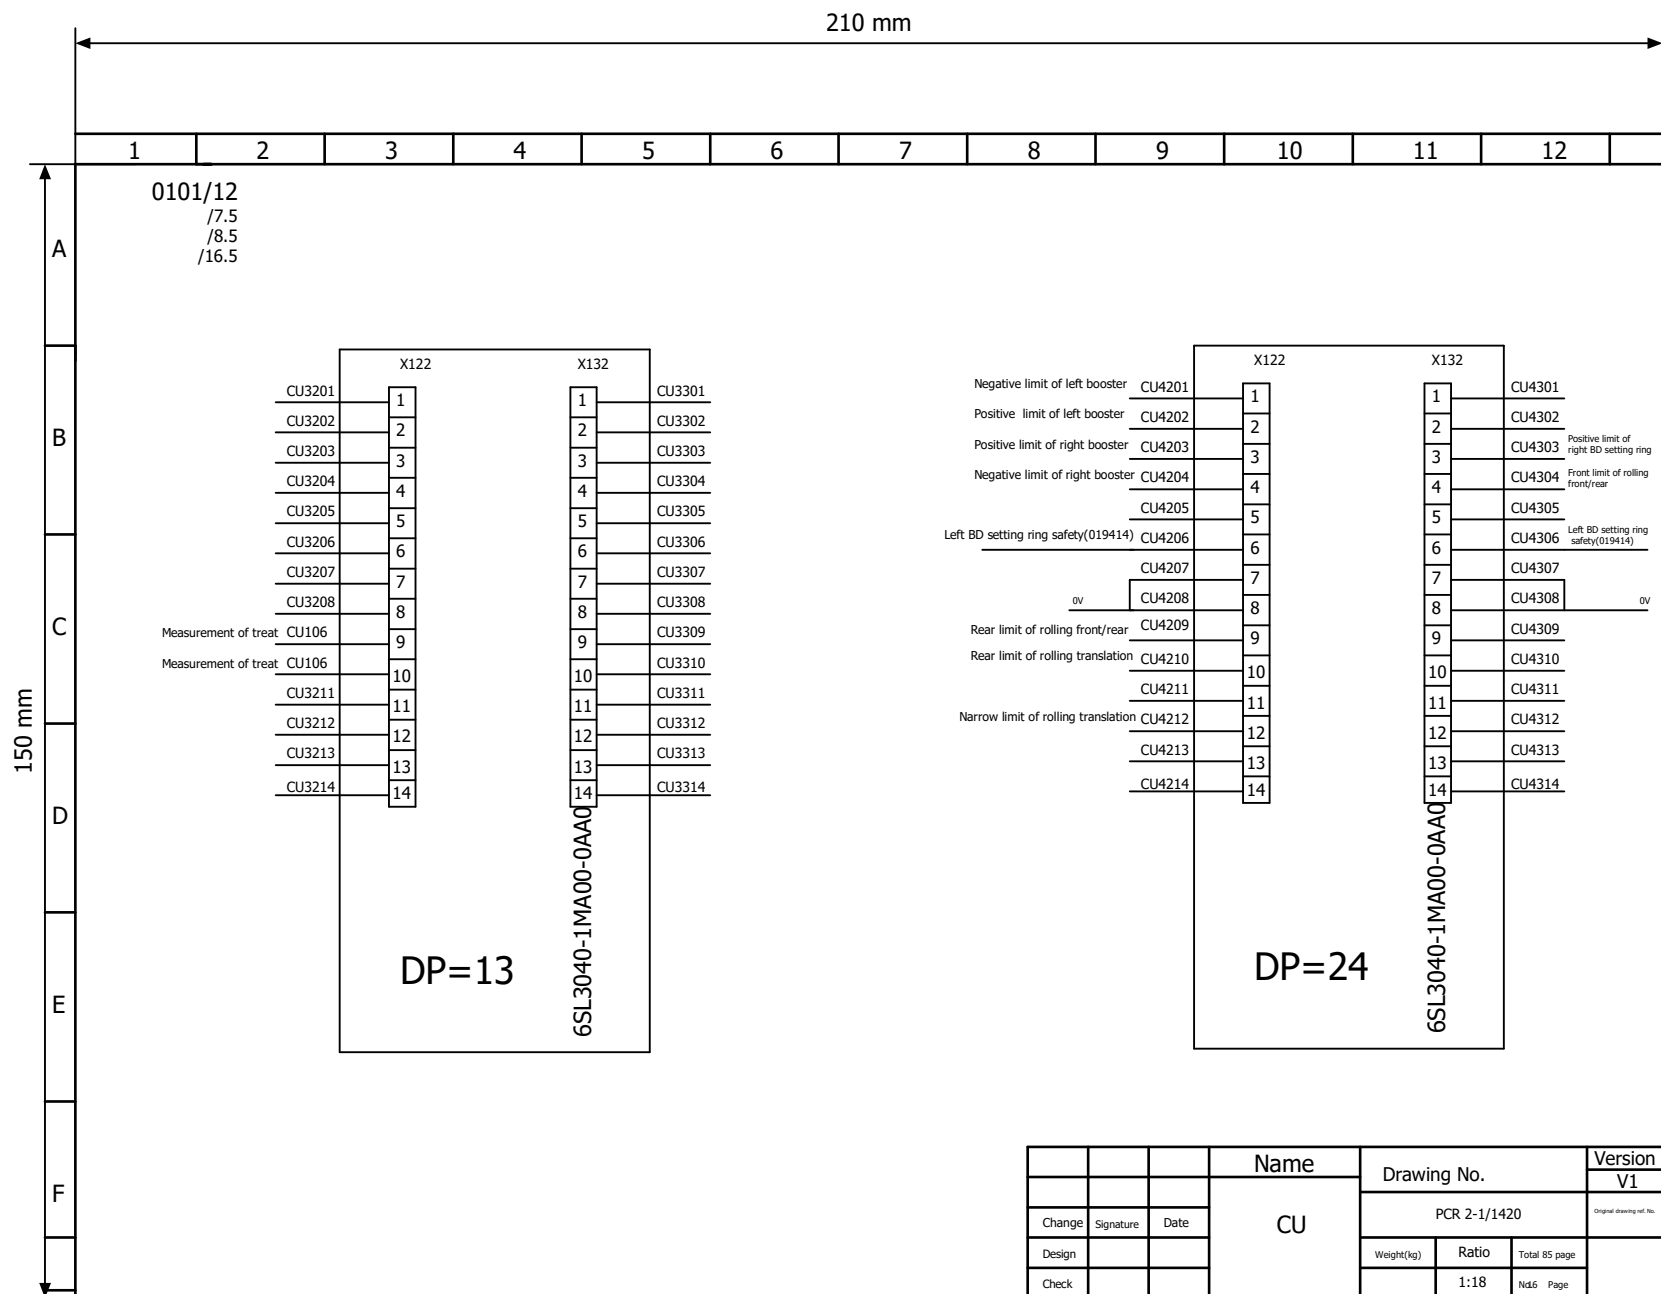 210 mm
1 2 3 4 5 6 7 8 9 10 11 12
0101/12
/7.5
/8.5
/16.5
A
B
C
D
E
F
150 mm
X122 X132
CU3201 1 1 CU3301
CU3202 2 2 CU3302
CU3203 3 3 CU3303
CU3204 4 4 CU3304
CU3205 5 5 CU3305
CU3206 6 6 CU3306
CU3207 7 7 CU3307
CU3208 8 8 CU3308
Measurement of treat CU106 9 9 CU3309
Measurement of treat CU106 10 10 CU3310
CU3211 11 11 CU3311
CU3212 12 12 CU3312
CU3213 13 13 CU3313
CU3214 14 14 CU3314
6SL3040-1MA00-0AA0
DP=13
X122 X132
Negative limit of left booster CU4201 1 1 CU4301
Positive limit of left booster CU4202 2 2 CU4302
Positive limit of right booster CU4203 3 3 CU4303 Positive limit of
right BD setting ring
Negative limit of right booster CU4204 4 4 CU4304 Front limit of rolling
front/rear
CU4205 5 5 CU4305
Left BD setting ring safety(019414) CU4206 6 6 CU4306 Left BD setting ring
safety(019414)
CU4207 7 7 CU4307
0V CU4208 8 8 CU4308 0V
Rear limit of rolling front/rear CU4209 9 9 CU4309
Rear limit of rolling translation CU4210 10 10 CU4310
CU4211 11 11 CU4311
Narrow limit of rolling translation CU4212 12 12 CU4312
CU4213 13 13 CU4313
CU4214 14 14 CU4314
6SL3040-1MA00-0AA0
DP=24
Name Drawing No. Version
V1
Change Signature Date CU PCR 2-1/1420 Original drawing ref. No.
Design Weight(kg) Ratio Total 85 page
Check 1:18 Page